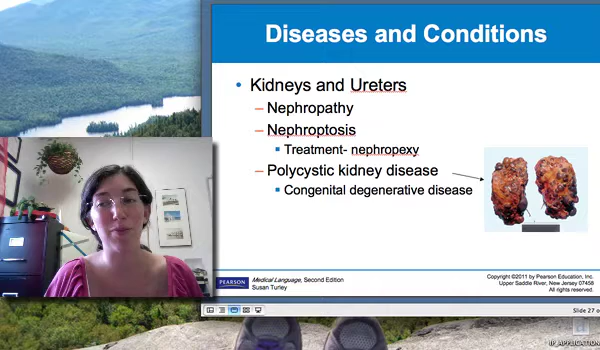 Diseases and Conditions
• Kidneys and Ureters
– Nephropathy
– Nephroptosis
▪ Treatment- nephropexy
– Polycystic kidney disease
▪ Congenital degenerative disease
PEARSON
Medical Language, Second Edition
Susan Turley
Copyright ©2011 by Pearson Education, Inc.
Upper Saddle River, New Jersey 07458
All rights reserved.
Slide 27 o